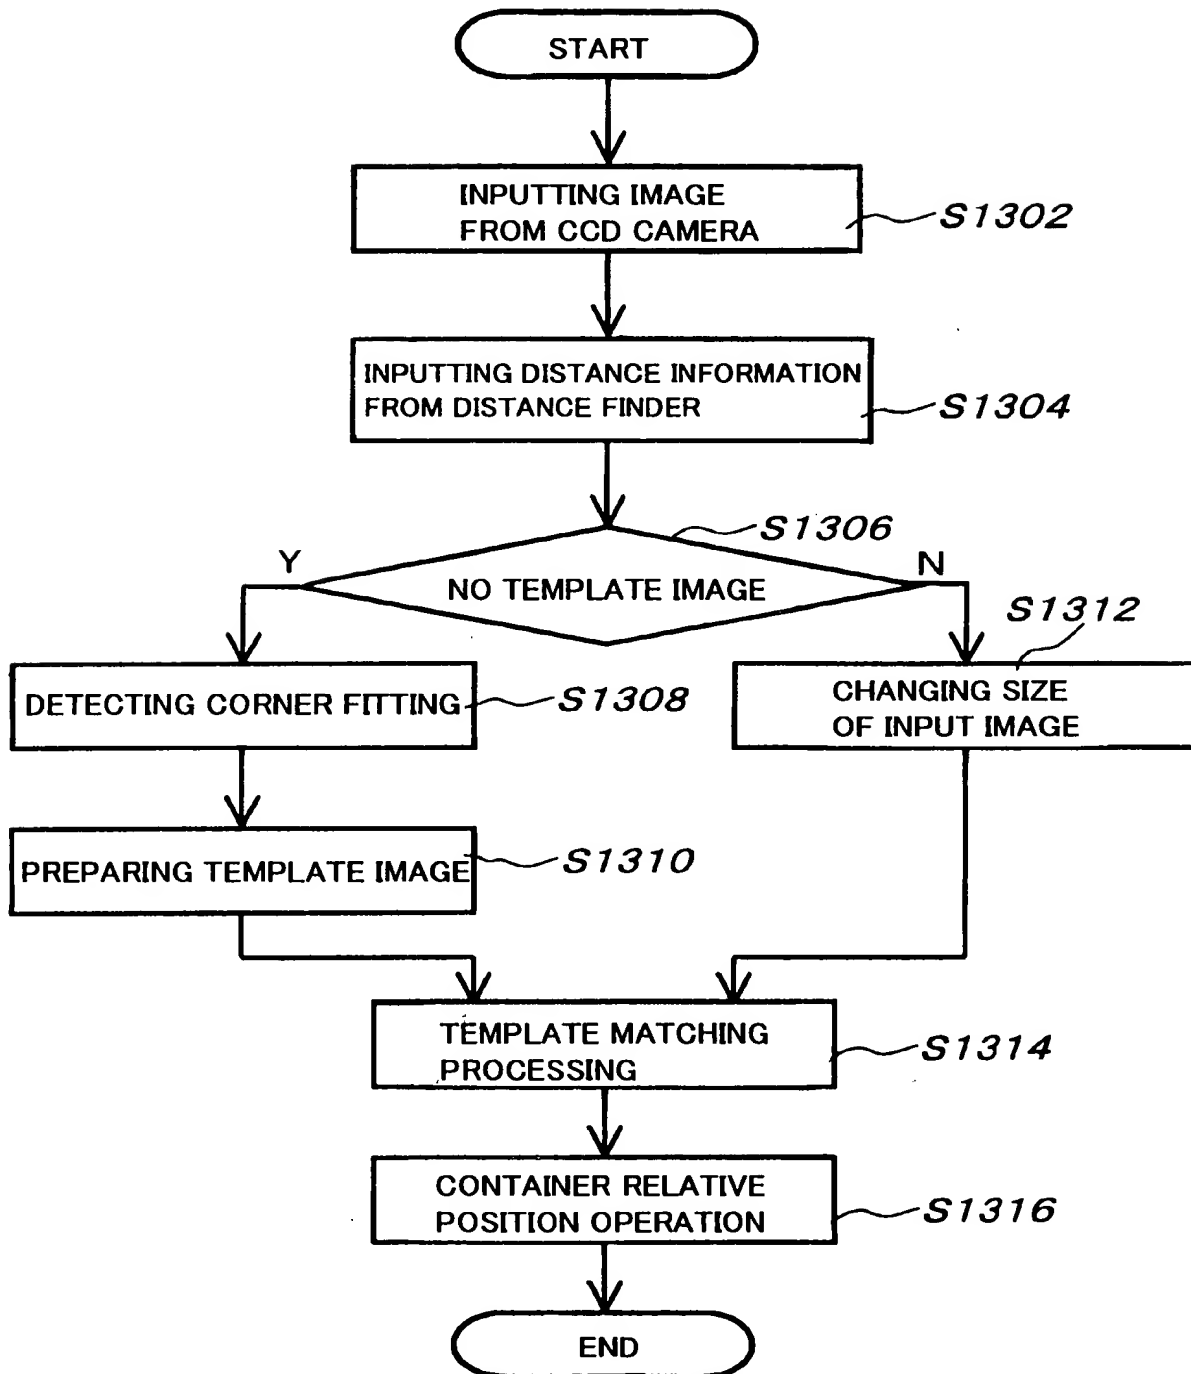 START
INPUTTING IMAGE
FROM CCD CAMERA
S1302
INPUTTING DISTANCE INFORMATION
FROM DISTANCE FINDER
S1304
S1306
Y
NO TEMPLATE IMAGE
N
S1312
DETECTING CORNER FITTING
S1308
CHANGING SIZE
OF INPUT IMAGE
PREPARING TEMPLATE IMAGE
S1310
TEMPLATE MATCHING
PROCESSING
S1314
CONTAINER RELATIVE
POSITION OPERATION
S1316
END